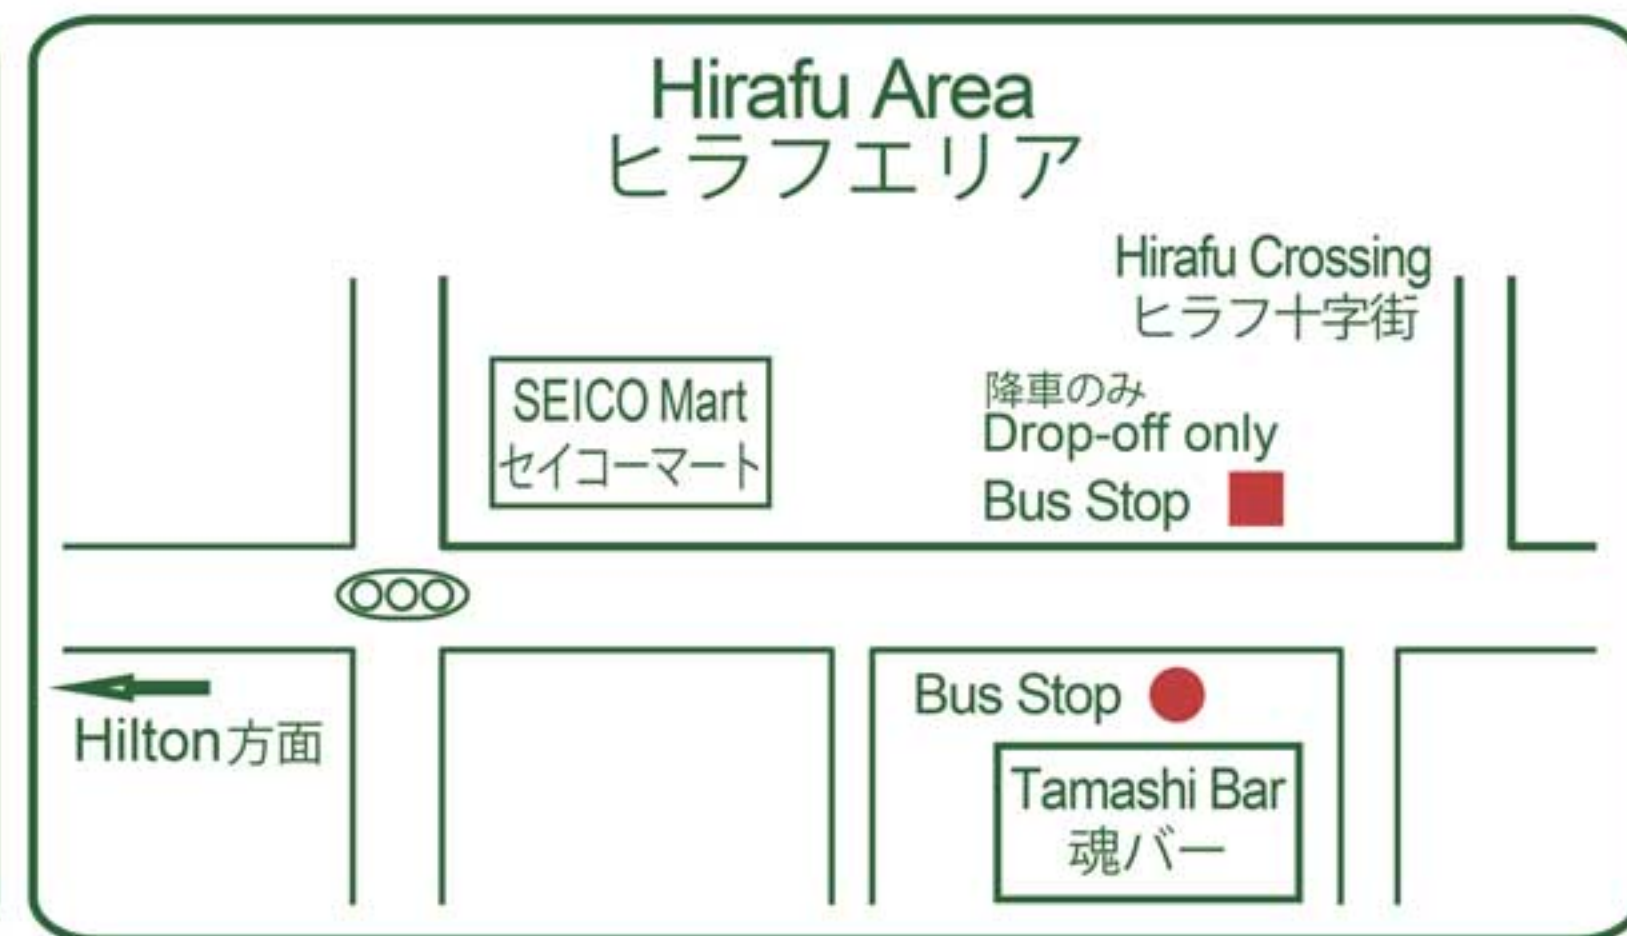 Hirafu Area
ヒラフエリア
Hirafu Crossing
ヒラフ十字街
SEICO Mart
セイコーマート
降車のみ
Drop-off only
Bus Stop
Hilton方面
Bus Stop
Tamashi Bar
魂バー